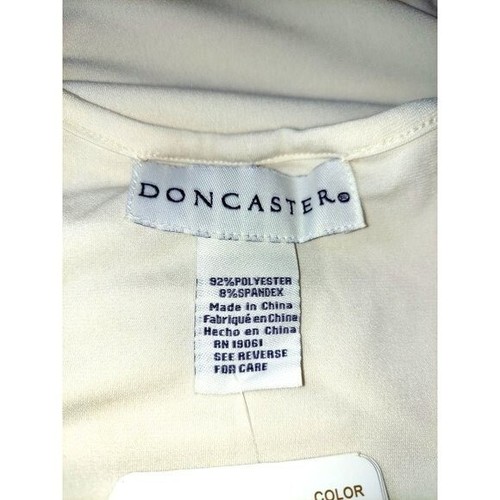 DONCASTER®
92%POLYESTER
8%SPANDEX
Made in China
Fabriqué en Chine
Hecho en China
RN 19061
SEE REVERSE
FOR CARE
COLOR